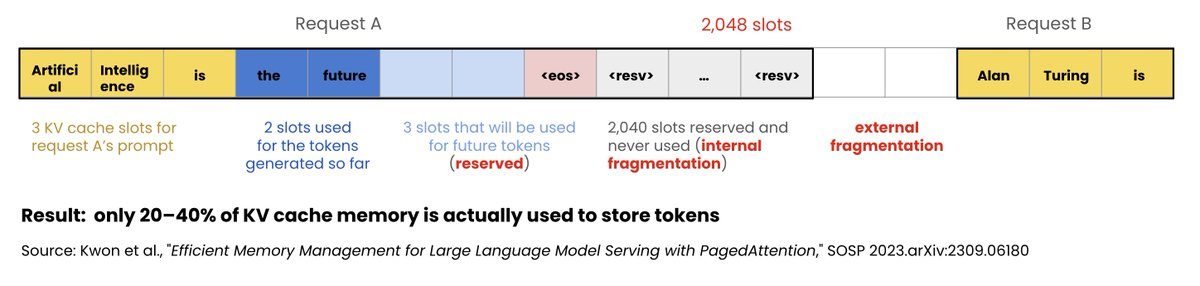 Request A
2,048 slots
Request B
Artifici
al
Intellig
ence
is
the
future
<eos>
<resv>
...
<resv>
Alan
Turing
is
3 KV cache slots for
request A's prompt
2 slots used
for the tokens
generated so far
3 slots that will be used
for future tokens
(reserved)
2,040 slots reserved and
never used (internal
fragmentation)
external
fragmentation
Result: only 20–40% of KV cache memory is actually used to store tokens
Source: Kwon et al., "Efficient Memory Management for Large Language Model Serving with PagedAttention," SOSP 2023.arXiv:2309.06180